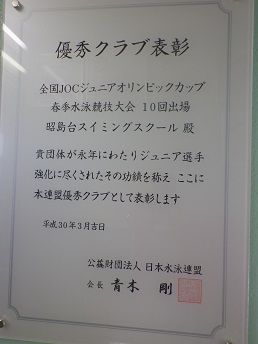 優秀クラブ表彰
全国JOCジュニアオリンピックカップ
春季水泳競技大会 10回出場
昭島台スイミングスクール 殿
貴団体が永年にわたりジュニア選手
強化に尽くされたその功績を称え ここに
本連盟優秀クラブとして表彰します
平成30年3月吉日
公益財団法人 日本水泳連盟
会長 青木 剛